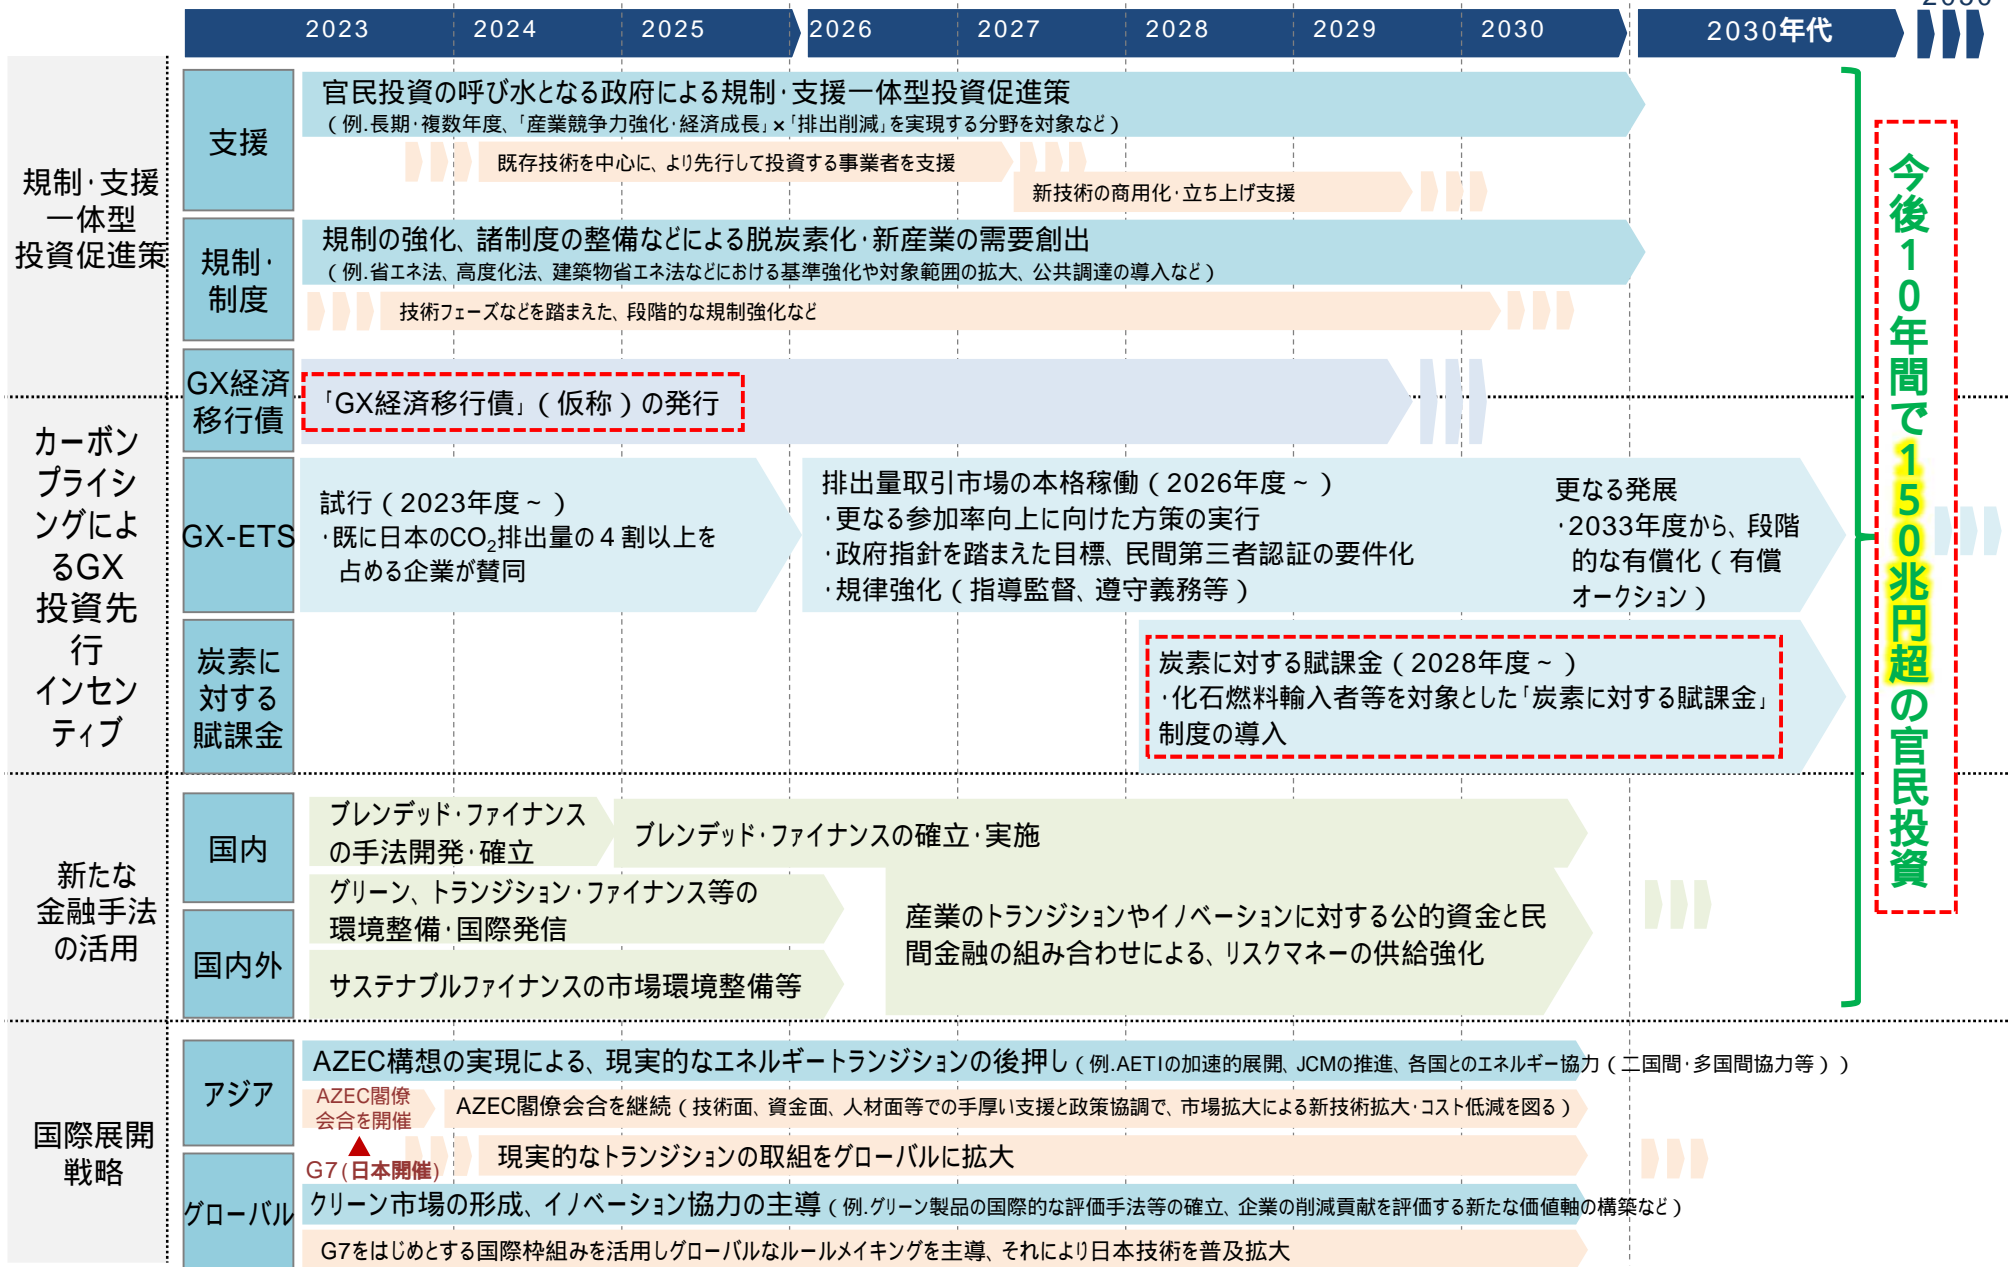 2023
2024
2025
2026
2027
2028
2029
2030
2030年代
規制・支援
一体型
投資促進策
支援
官民投資の呼び水となる政府による規制・支援一体型投資促進策
（例.長期・複数年度、「産業競争力強化・経済成長」×「排出削減」を実現する分野を対象など）
既存技術を中心に、より先行して投資する事業者を支援
新技術の商用化・立ち上げ支援
規制・
制度
規制の強化、諸制度の整備などによる脱炭素化・新産業の需要創出
（例.省エネ法、高度化法、建築物省エネ法などにおける基準強化や対象範囲の拡大、公共調達の導入など）
技術フェーズなどを踏まえた、段階的な規制強化など
GX経済
移行債
「GX経済移行債」（仮称）の発行
カーボン
プライシ
ングによ
るGX
投資先
行
インセン
ティブ
GX-ETS
試行（2023年度~）
・既に日本のCO₂排出量の４割以上を
占める企業が賛同
排出量取引市場の本格稼働（2026年度~）
・更なる参加率向上に向けた方策の実行
・政府指針を踏まえた目標、民間第三者認証の要件化
・規律強化（指導監督、遵守義務等）
更なる発展
・2033年度から、段階
的な有償化（有償
オークション）
炭素に
対する
賦課金
炭素に対する賦課金（2028年度~）
・化石燃料輸入者等を対象とした「炭素に対する賦課金」
制度の導入
今後10年間で150兆円超の官民投資
新たな
金融手法
の活用
国内
ブレンデッド・ファイナンス
の手法開発・確立
ブレンデッド・ファイナンスの確立・実施
国内外
グリーン、トランジション・ファイナンス等の
環境整備・国際発信
サステナブルファイナンスの市場環境整備等
産業のトランジションやイノベーションに対する公的資金と民
間金融の組み合わせによる、リスクマネーの供給強化
国際展開
戦略
アジア
AZEC構想の実現による、現実的なエネルギートランジションの後押し（例.AETIの加速的展開、JCMの推進、各国とのエネルギー協力（二国間・多国間協力等））
AZEC閣僚
会合を開催
AZEC閣僚会合を継続（技術面、資金面、人材面等での手厚い支援と政策協調で、市場拡大による新技術拡大・コスト低減を図る）
G7(日本開催)
現実的なトランジションの取組をグローバルに拡大
グローバル
クリーン市場の形成、イノベーション協力の主導（例.グリーン製品の国際的な評価手法等の確立、企業の削減貢献を評価する新たな価値軸の構築など）
G7をはじめとする国際枠組みを活用しグローバルなルールメイキングを主導、それにより日本技術を普及拡大